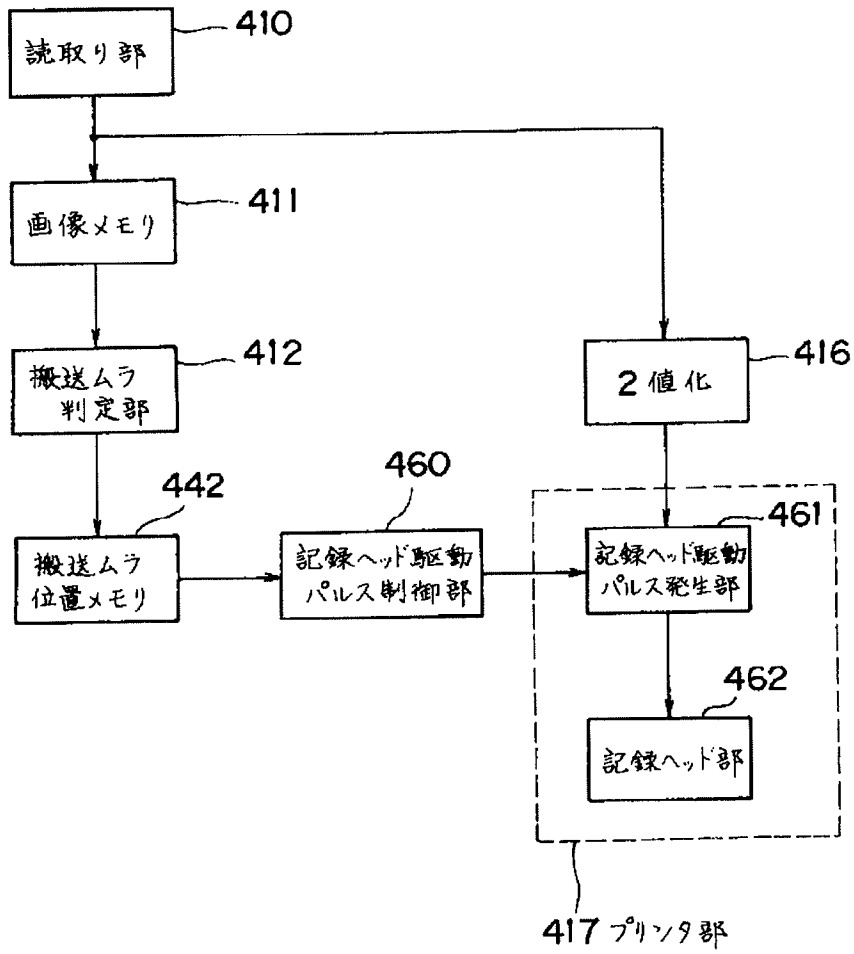 410
読取り部
411
画像メモリ
412
搬送ムラ
判定部
416
2値化
442
搬送ムラ
位置メモリ
460
記録ヘッド駆動
パルス制御部
461
記録ヘッド駆動
パルス発生部
462
記録ヘッド部
417 プリンタ部